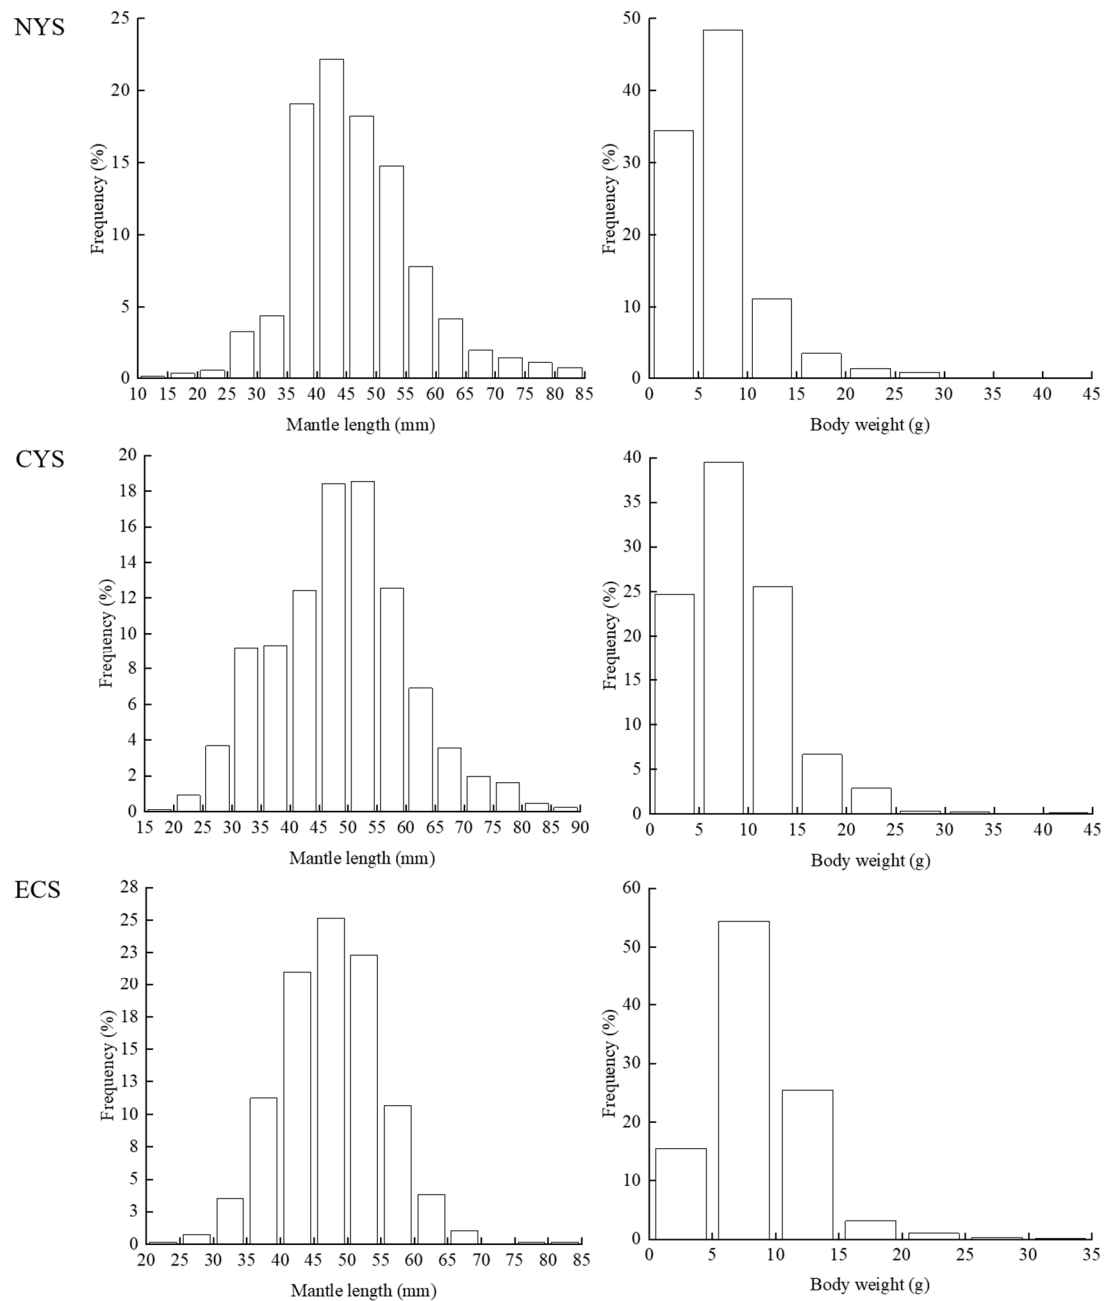 NYS
25
20
15
10
5
0
Frequency (%)
10 15 20 25 30 35 40 45 50 55 60 65 70 75 80 85
Mantle length (mm)
50
40
30
20
10
0
Frequency (%)
0 5 10 15 20 25 30 35 40 45
Body weight (g)
CYS
20
18
16
14
12
10
8
6
4
2
0
Frequency (%)
15 20 25 30 35 40 45 50 55 60 65 70 75 80 85 90
Mantle length (mm)
40
35
30
25
20
15
10
5
0
Frequency (%)
0 5 10 15 20 25 30 35 40 45
Body weight (g)
ECS
28
25
23
20
18
15
13
10
8
5
3
0
Frequency (%)
20 25 30 35 40 45 50 55 60 65 70 75 80 85
Mantle length (mm)
60
50
40
30
20
10
0
Frequency (%)
0 5 10 15 20 25 30 35
Body weight (g)